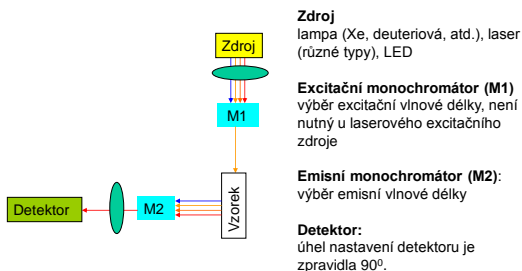 Zdroj
M1
Vzorek
M2
Detektor
Zdroj
lampa (Xe, deuteriová, atd.), laser
(různé typy), LED
Excitační monochromátor (M1)
výběr excitační vlnové délky, není
nutný u laserového excitačního
zdroje
Emisní monochromátor (M2):
výběr emisní vlnové délky
Detektor:
úhel nastavení detektoru je
zpravidla 90⁰.